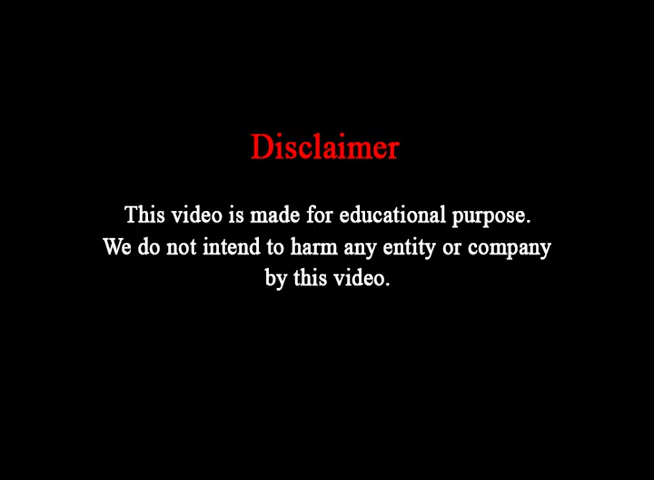 Disclaimer
This video is made for educational purpose.
We do not intend to harm any entity or company
by this video.